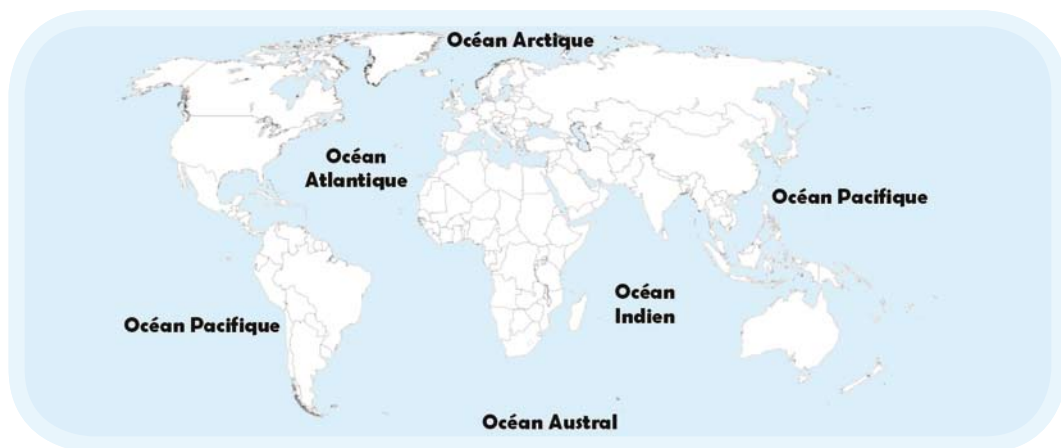 Océan Arctique
Océan
Atlantique
Océan Pacifique
Océan
Indien
Océan Pacifique
Océan Austral